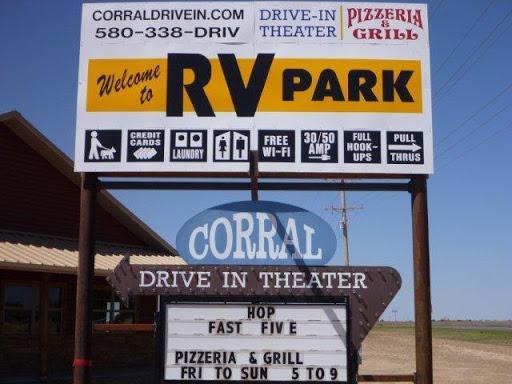 CORRALDRIVEIN.COM
580-338-DRIV
DRIVE-IN
THEATER
PIZZERIA
& GRILL
Welcome
to
RV PARK
CREDIT
CARDS
LAUNDRY
FREE
WI-FI
30/50
AMP
FULL
HOOK-
UPS
PULL
THRUS
CORRAL
DRIVE IN THEATER
HOP
FAST FIVE
PIZZERIA & GRILL
FRI TO SUN 5 TO 9